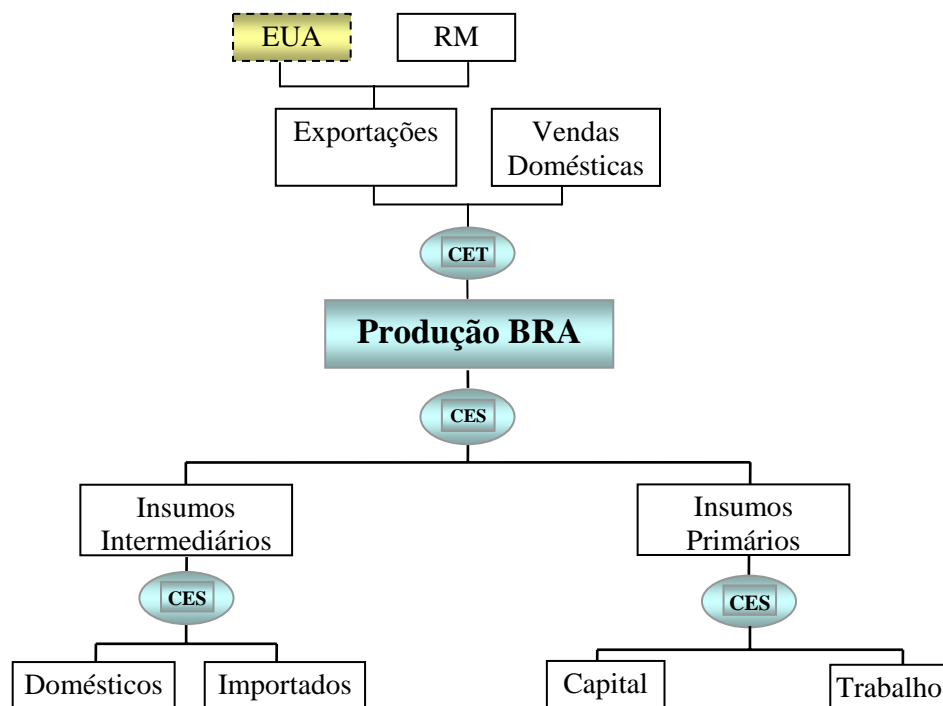 EUA
RM
Exportações
Vendas
Domésticas
CET
Produção BRA
CES
Insumos
Intermediários
Insumos
Primários
CES
CES
Domésticos
Importados
Capital
Trabalho